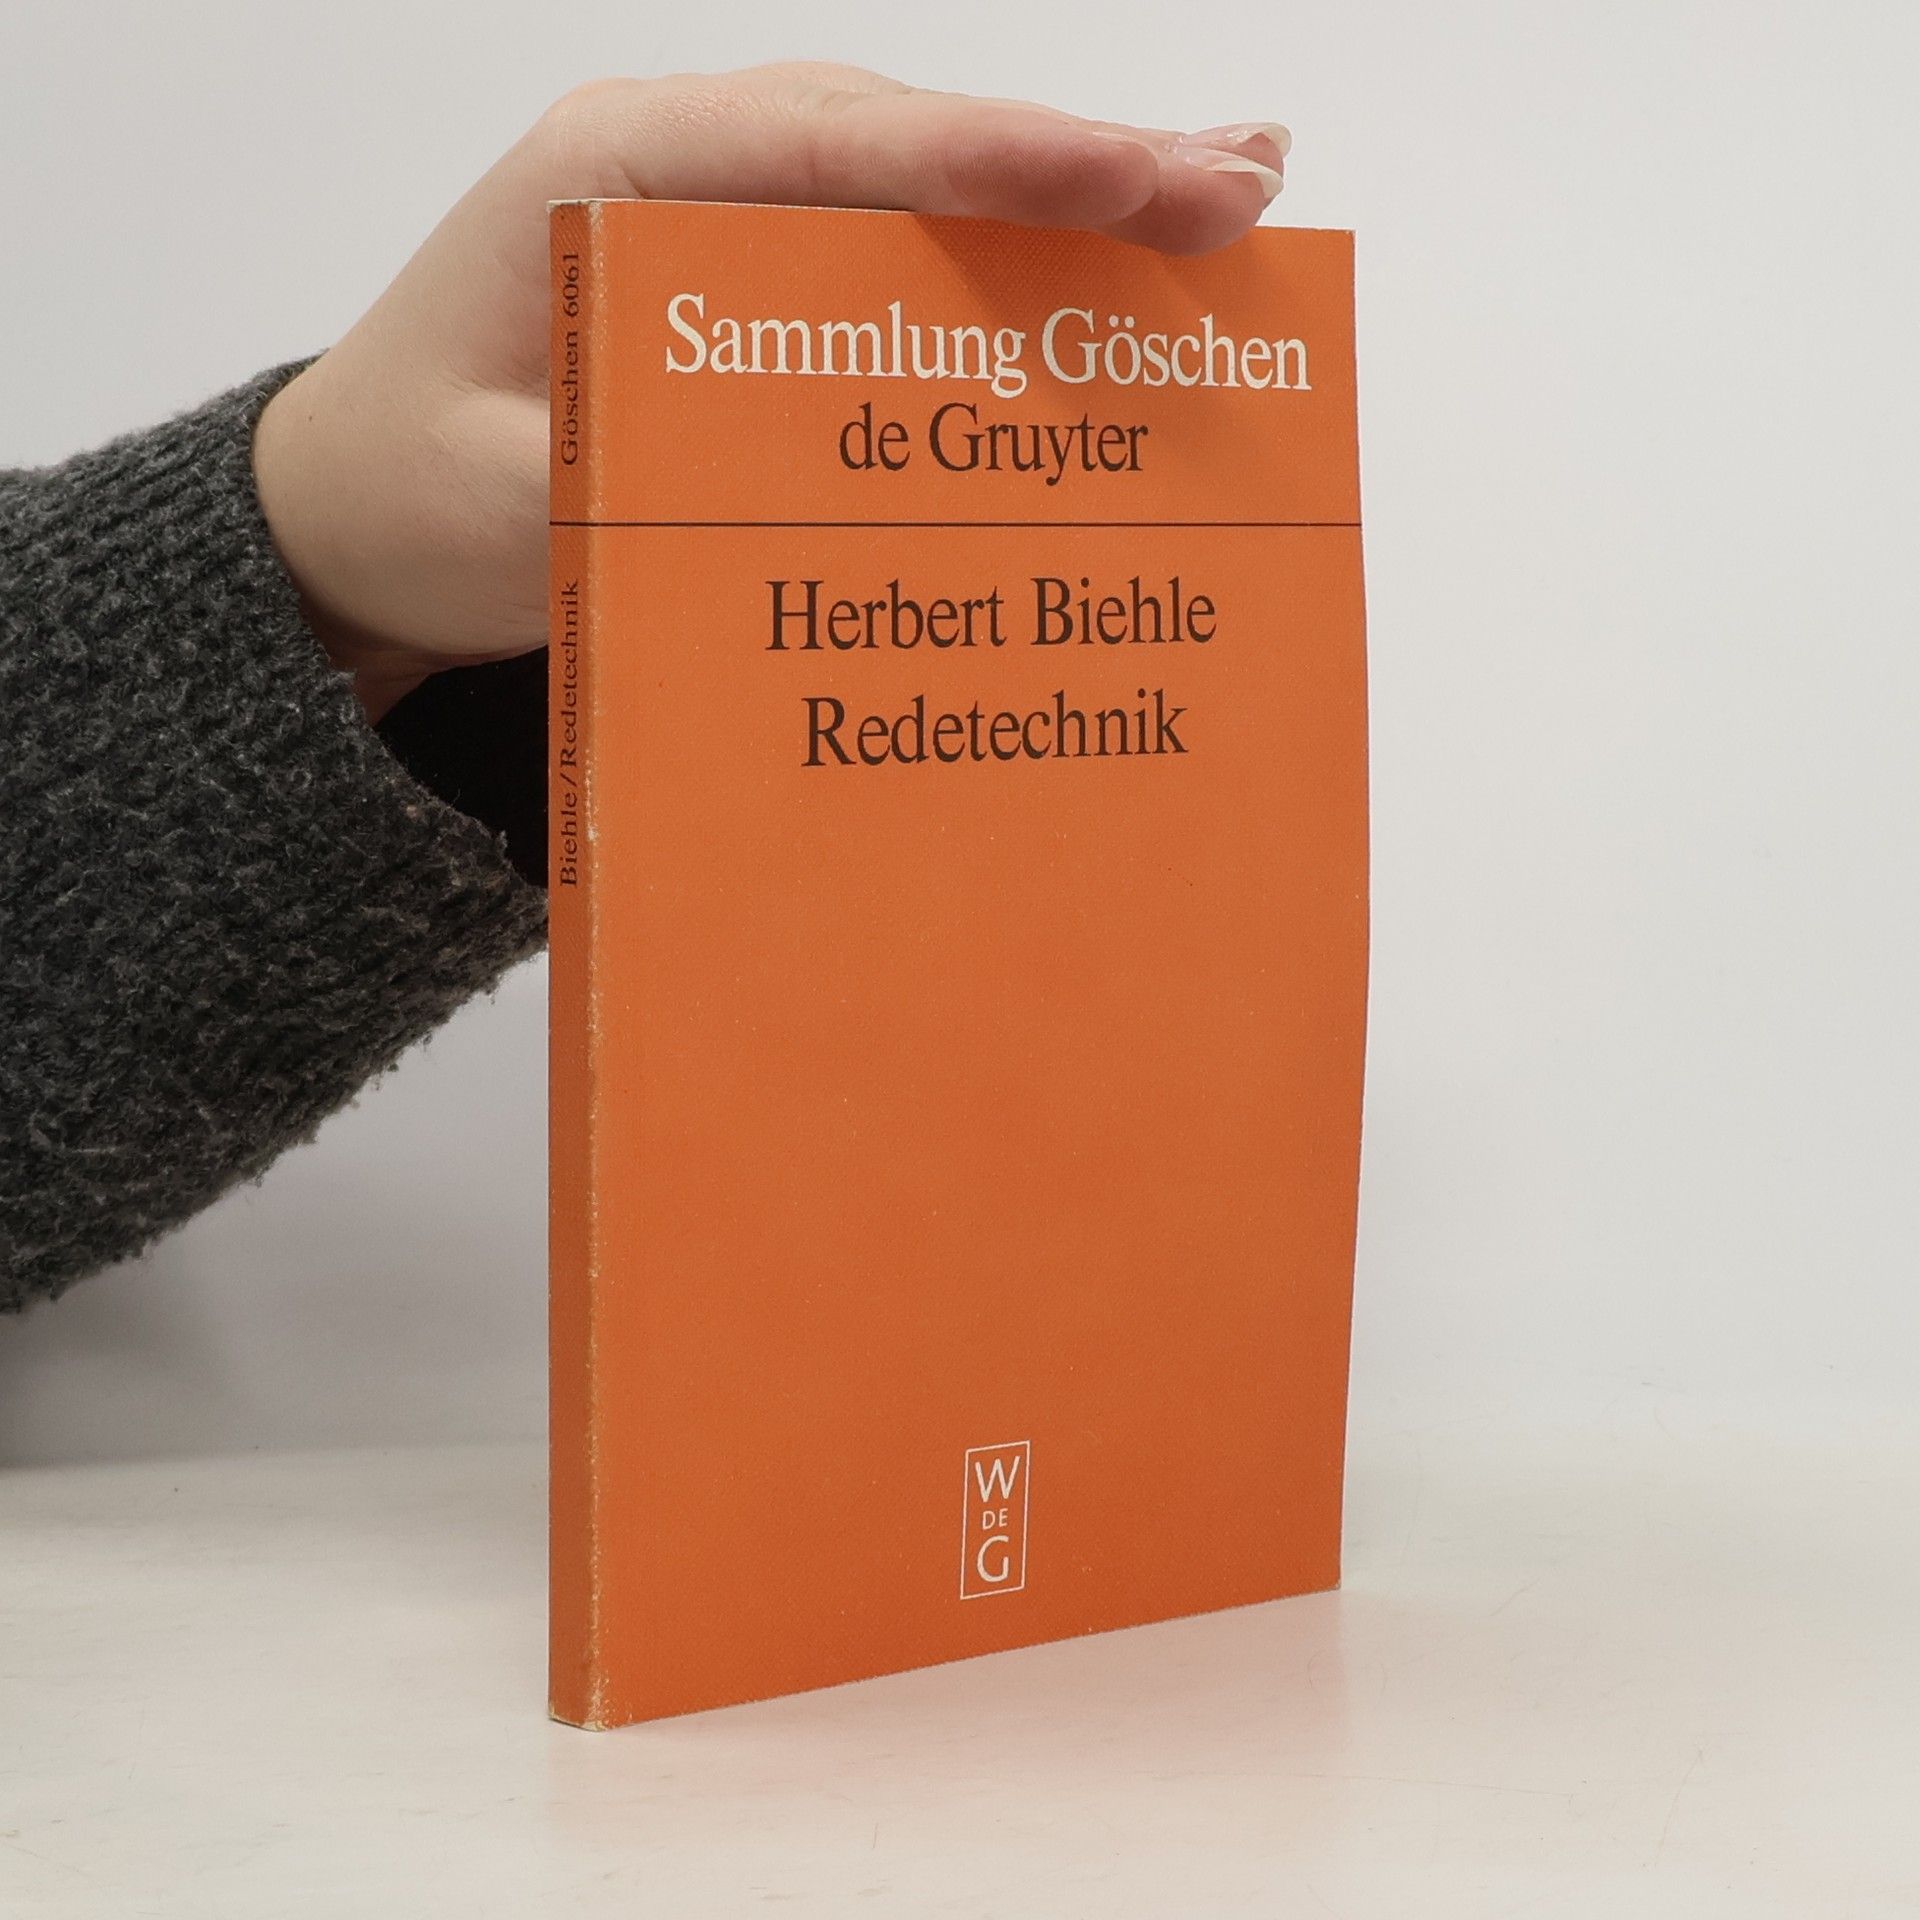 Sammlung Göschen
de Gruyter
Herbert Biehle
Redetechnik
W
DE
G
Biehle/Redetechnik Göschen 6061